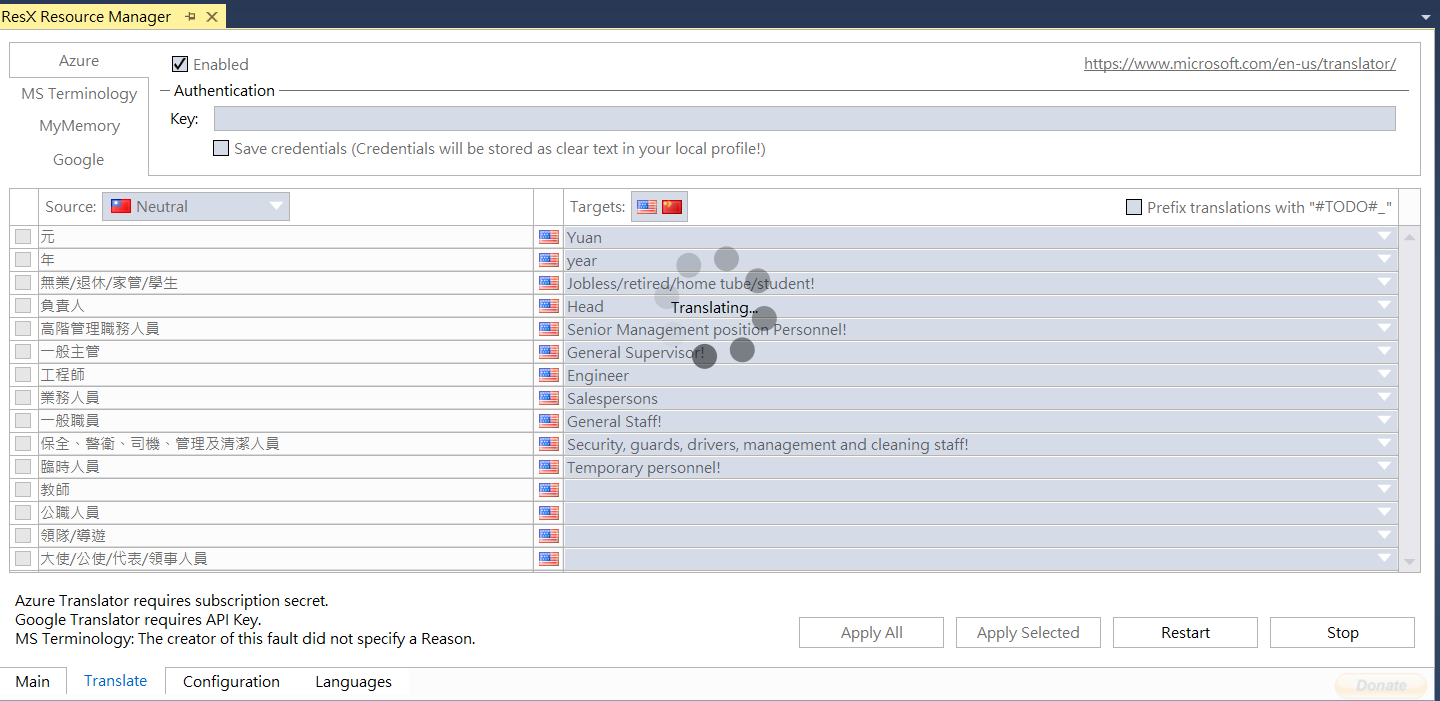 ResX Resource Manager
Azure
Enabled
https://www.microsoft.com/en-us/translator/
MS Terminology
Authentication
MyMemory
Key:
Google
Save credentials (Credentials will be stored as clear text in your local profile!)
Source: Neutral
Targets:
Prefix translations with "#TODO#_"
元 Yuan
年 year
無業/退休/家管/學生 Jobless/retired/home tube/student!
負責人 Head
Translating...
高階管理職務人員 Senior Management position Personnel!
一般主管 General Supervisor!
工程師 Engineer
業務人員 Salespersons
一般職員 General Staff!
保全、警衛、司機、管理及清潔人員 Security, guards, drivers, management and cleaning staff!
臨時人員 Temporary personnel!
教師
公職人員
領隊/導遊
大使/公使/代表/領事人員
Azure Translator requires subscription secret.
Google Translator requires API Key.
MS Terminology: The creator of this fault did not specify a Reason.
Apply All Apply Selected Restart Stop
Main Translate Configuration Languages
Donate